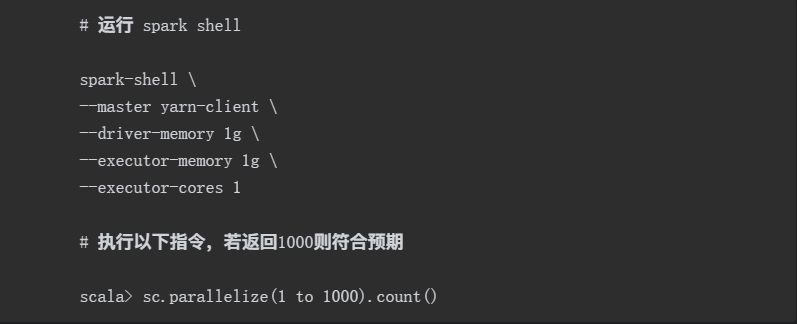 # 运行 spark shell
spark-shell \
--master yarn-client \
--driver-memory 1g \
--executor-memory 1g \
--executor-cores 1
# 执行以下指令，若返回1000则符合预期
scala> sc.parallelize(1 to 1000).count()